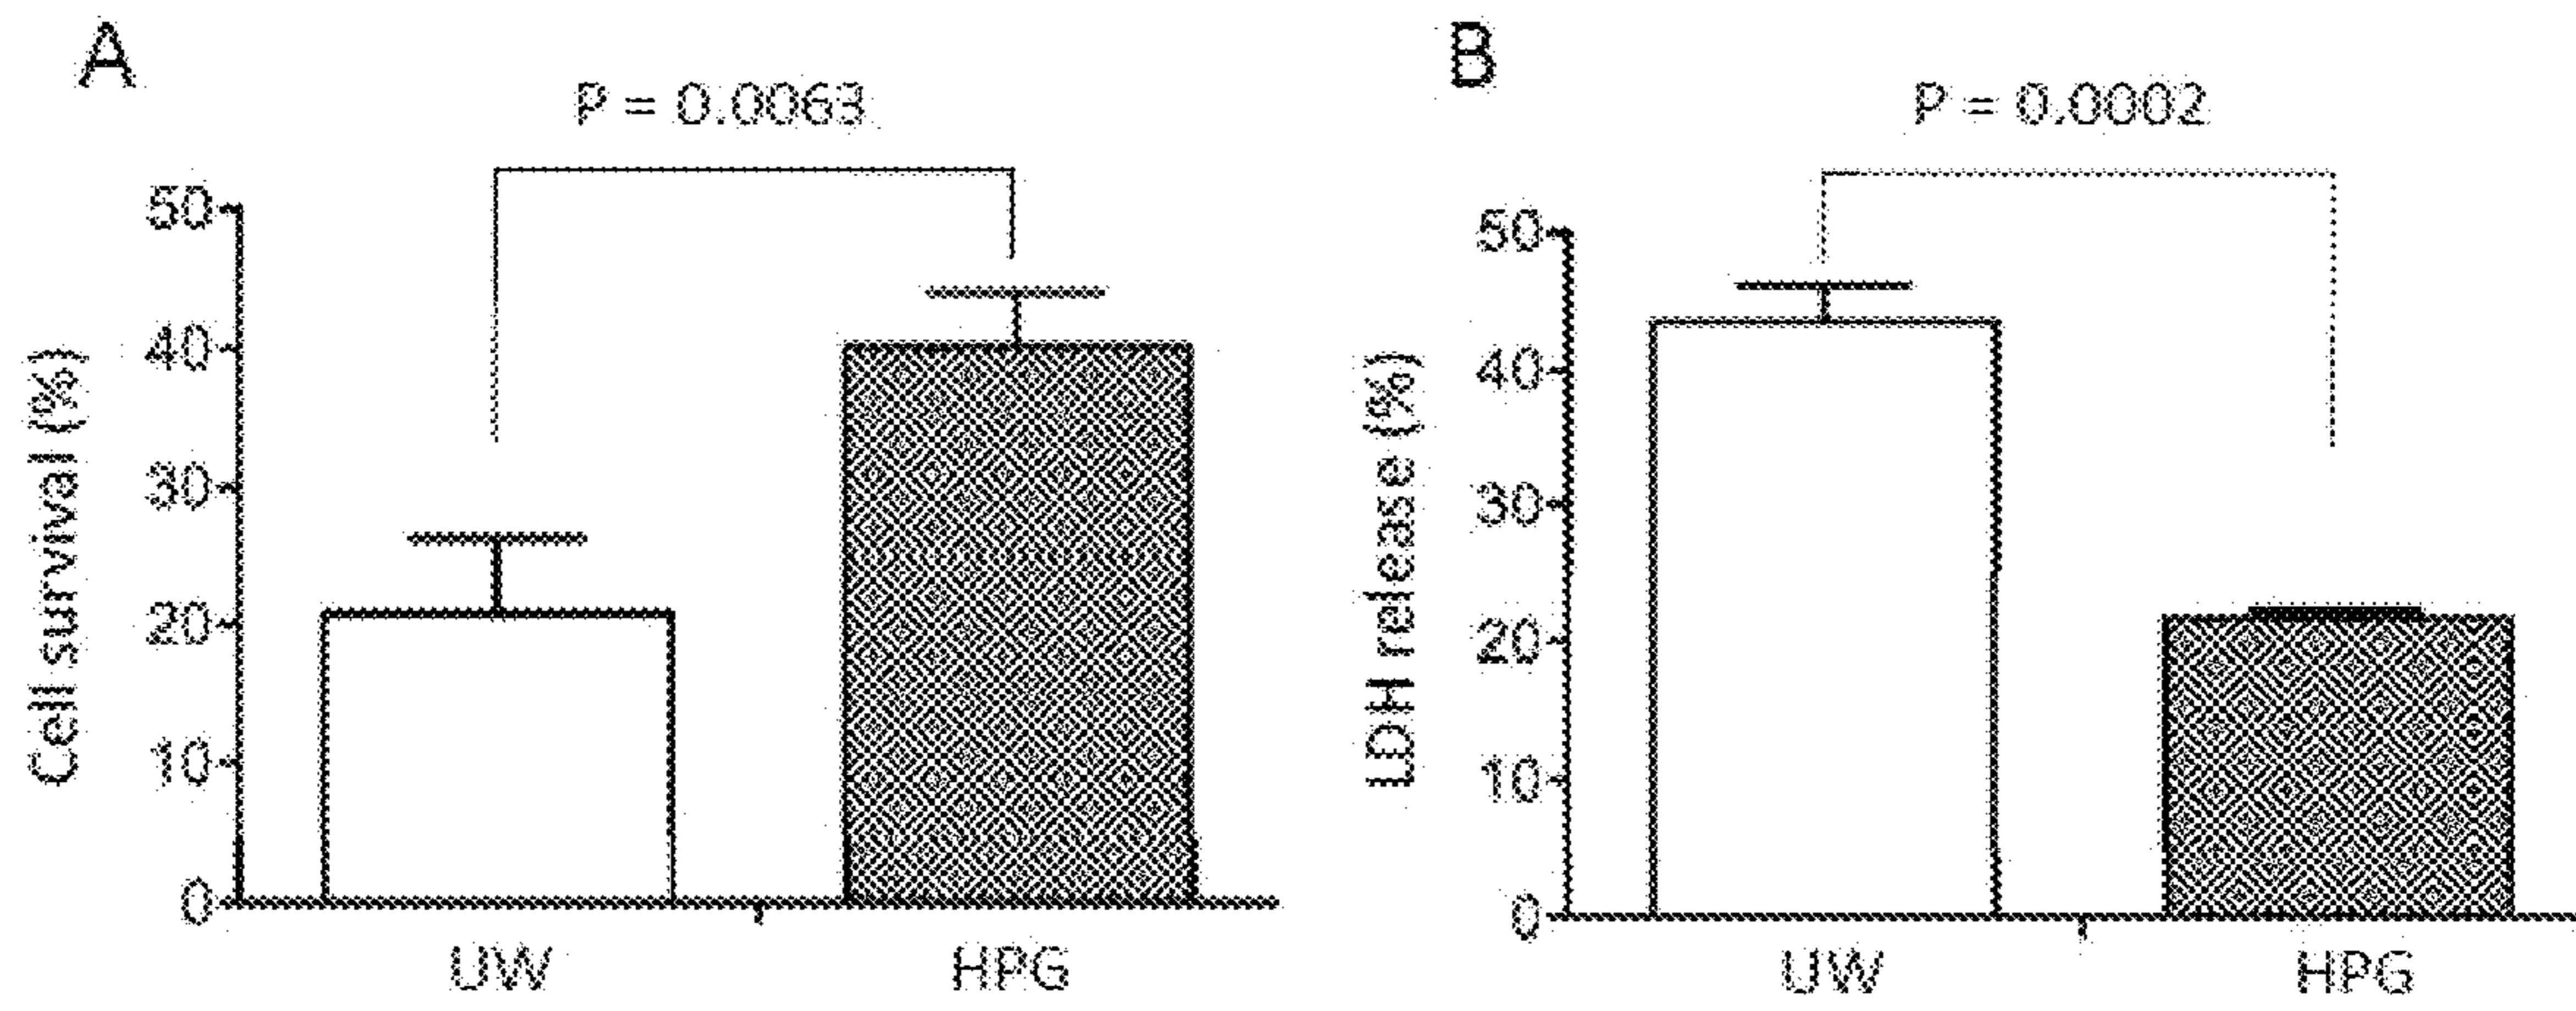 A
P = 0.0063
Cell survival (%)
50
40
30
20
10
0
UW
HPG
B
P = 0.0002
LDH release (%)
50
40
30
20
10
0
UW
HPG